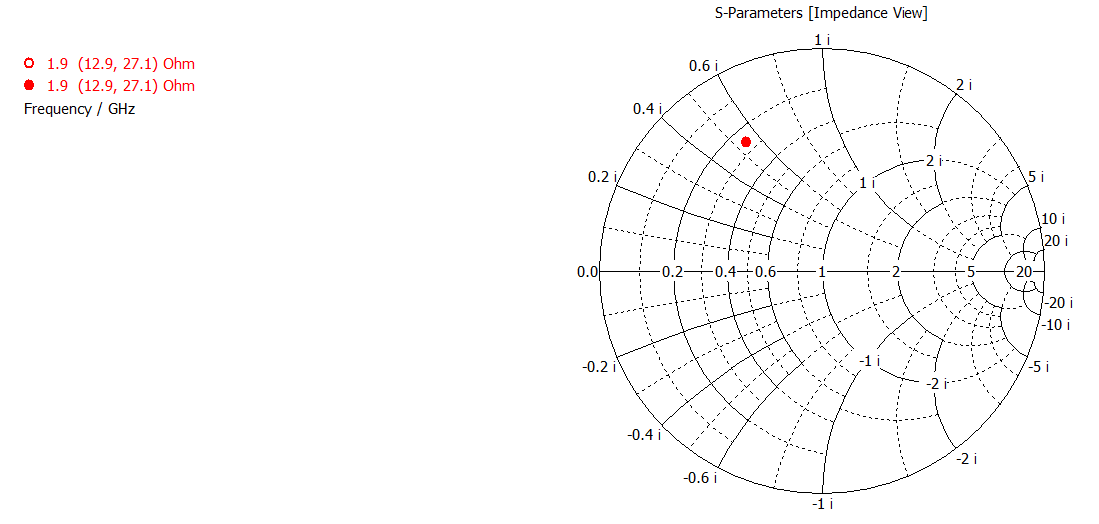 S-Parameters [Impedance View]
1.9 (12.9, 27.1) Ohm
1.9 (12.9, 27.1) Ohm
Frequency / GHz
1 i
0.6 i
2 i
0.4 i
2 i
0.2 i
1 i
5 i
10 i
20 i
0.0
0.2
0.4
0.6
1
2
5
20
-20 i
-10 i
-1 i
-0.2 i
-5 i
-2 i
-0.4 i
-2 i
-0.6 i
-1 i